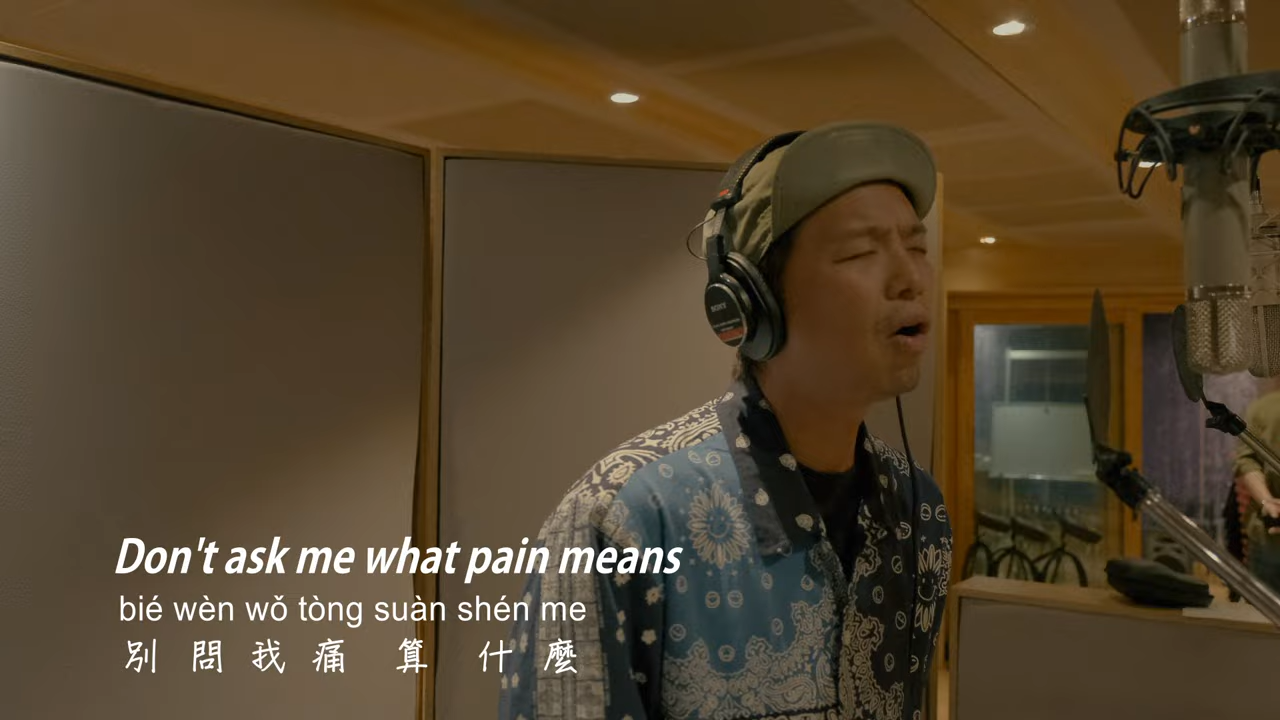 SONY
Don't ask me what pain means
bié wèn wǒ tòng suàn shén me
別 問 我 痛 算 什 麼